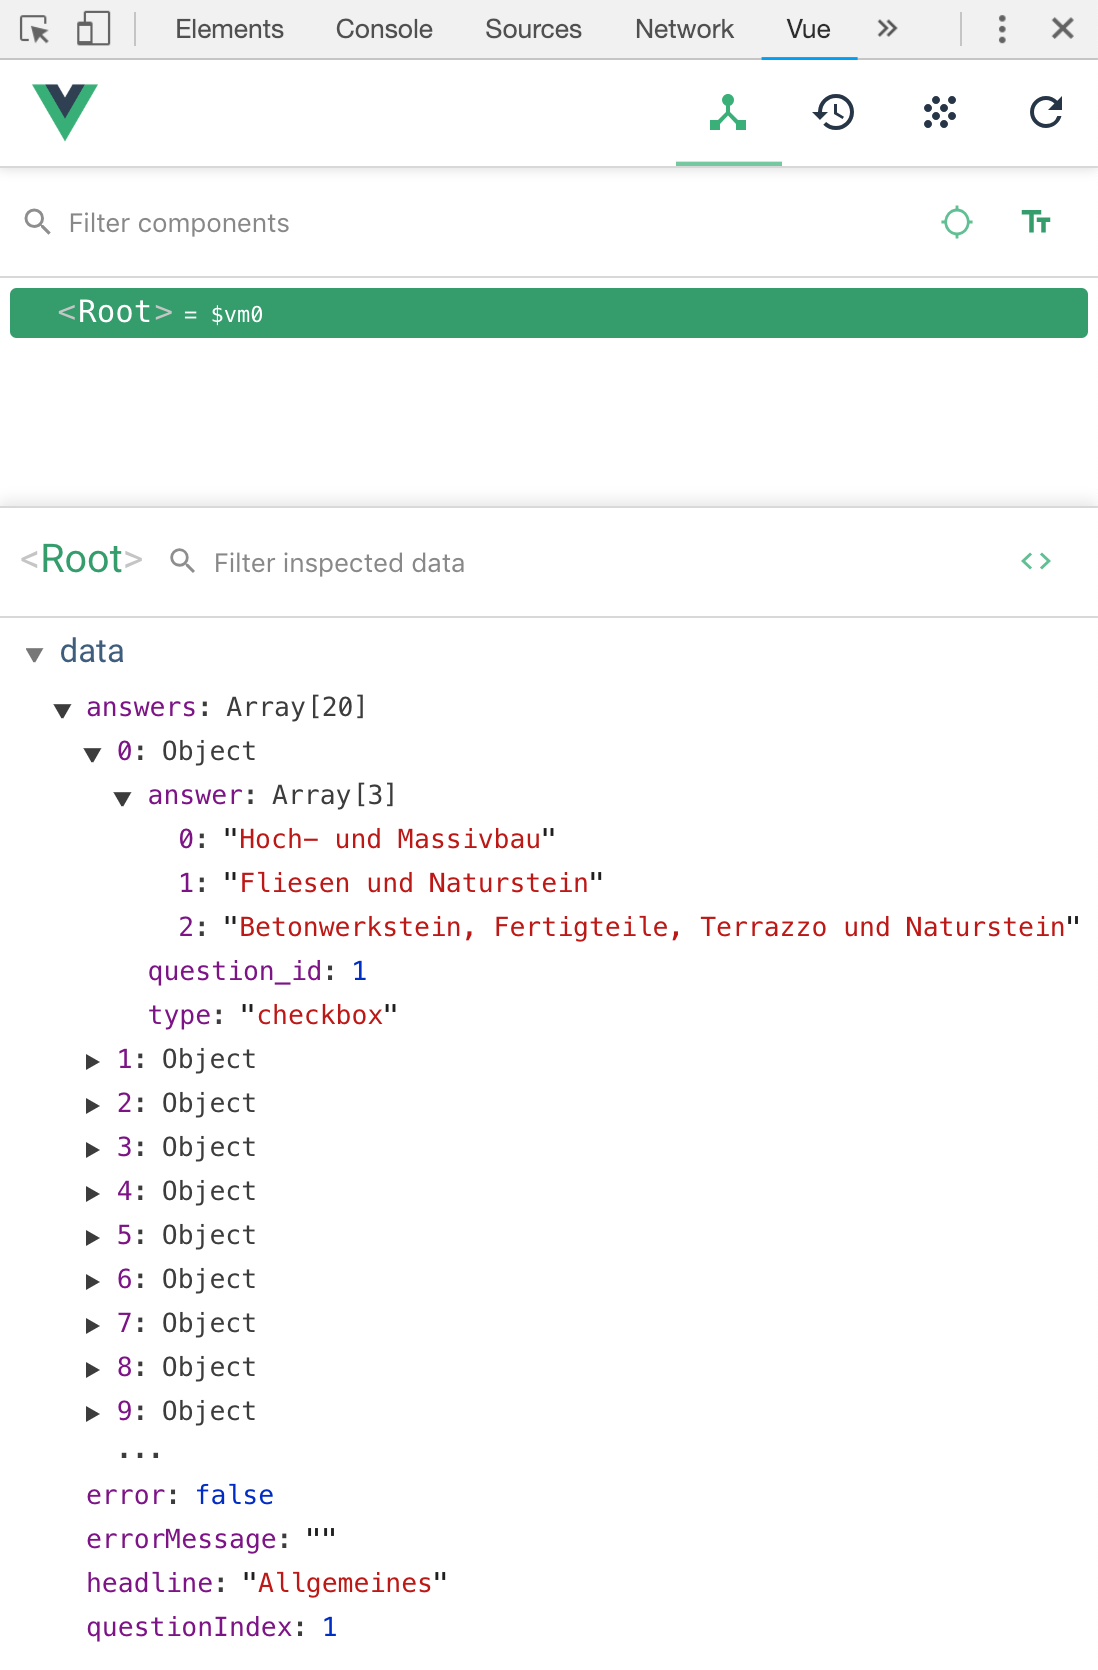 Elements Console Sources Network Vue »
Filter components Tт
<Root> = $vm0
<Root> Filter inspected data <>
data
answers: Array[20]
0: Object
answer: Array[3]
0: "Hoch- und Massivbau"
1: "Fliesen und Naturstein"
2: "Betonwerkstein, Fertigteile, Terrazzo und Naturstein"
question_id: 1
type: "checkbox"
1: Object
2: Object
3: Object
4: Object
5: Object
6: Object
7: Object
8: Object
9: Object
...
error: false
errorMessage: ""
headline: "Allgemeines"
questionIndex: 1